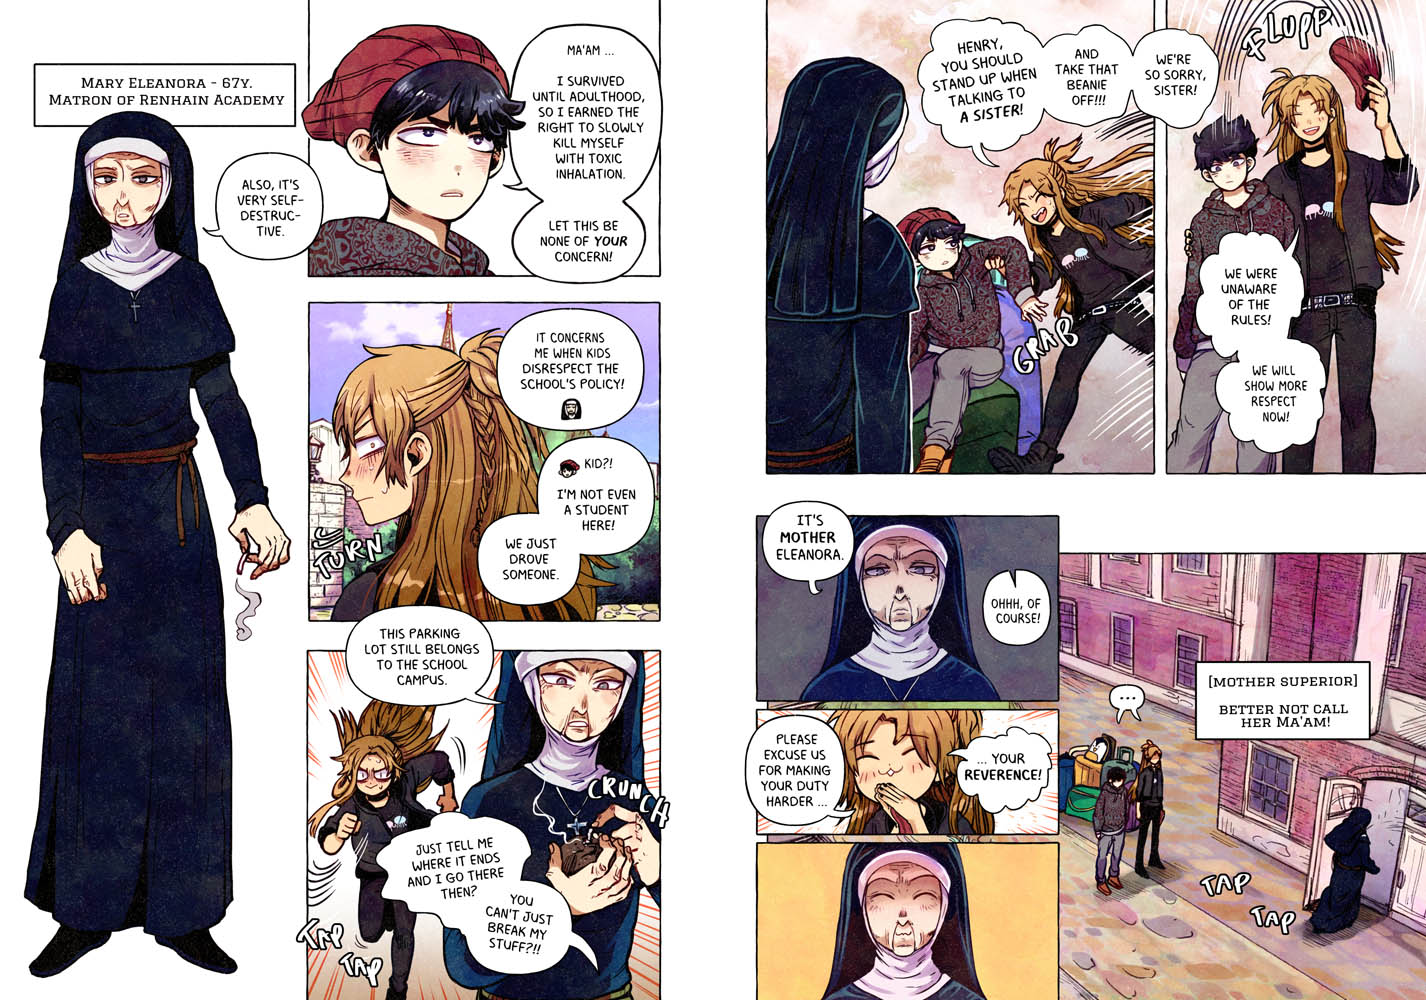 Mary Eleanora - 67y.
Matron of Renhain Academy
ALSO, IT'S
VERY SELF-
DESTRUC-
TIVE.
MA'AM ...
I SURVIVED
UNTIL ADULTHOOD,
SO I EARNED THE
RIGHT TO SLOWLY
KILL MYSELF
WITH TOXIC
INHALATION.
LET THIS BE
NONE OF YOUR
CONCERN!
IT CONCERNS
ME WHEN KIDS
DISRESPECT THE
SCHOOL'S POLICY!
KID?!
I'M NOT EVEN
A STUDENT
HERE!
WE JUST
DROVE
SOMEONE.
TURN
THIS PARKING
LOT STILL BELONGS
TO THE SCHOOL
CAMPUS.
CRUNCH
JUST TELL ME
WHERE IT ENDS
AND I GO THERE
THEN?
YOU
CAN'T JUST
BREAK MY
STUFF?!!
TAP
TAP
HENRY,
YOU SHOULD
STAND UP WHEN
TALKING TO
A SISTER!
AND
TAKE THAT
BEANIE
OFF!!!
GRAB
WE'RE
SO SORRY,
SISTER!
FLUPP
WE WERE
UNAWARE
OF THE
RULES!
WE WILL
SHOW MORE
RESPECT
NOW!
IT'S
MOTHER
ELEANORA.
OHHH, OF
COURSE!
PLEASE
EXCUSE US
FOR MAKING
YOUR DUTY
HARDER ...
... YOUR
REVERENCE!
[MOTHER SUPERIOR]
BETTER NOT CALL
HER MA'AM!
...
TAP
TAP